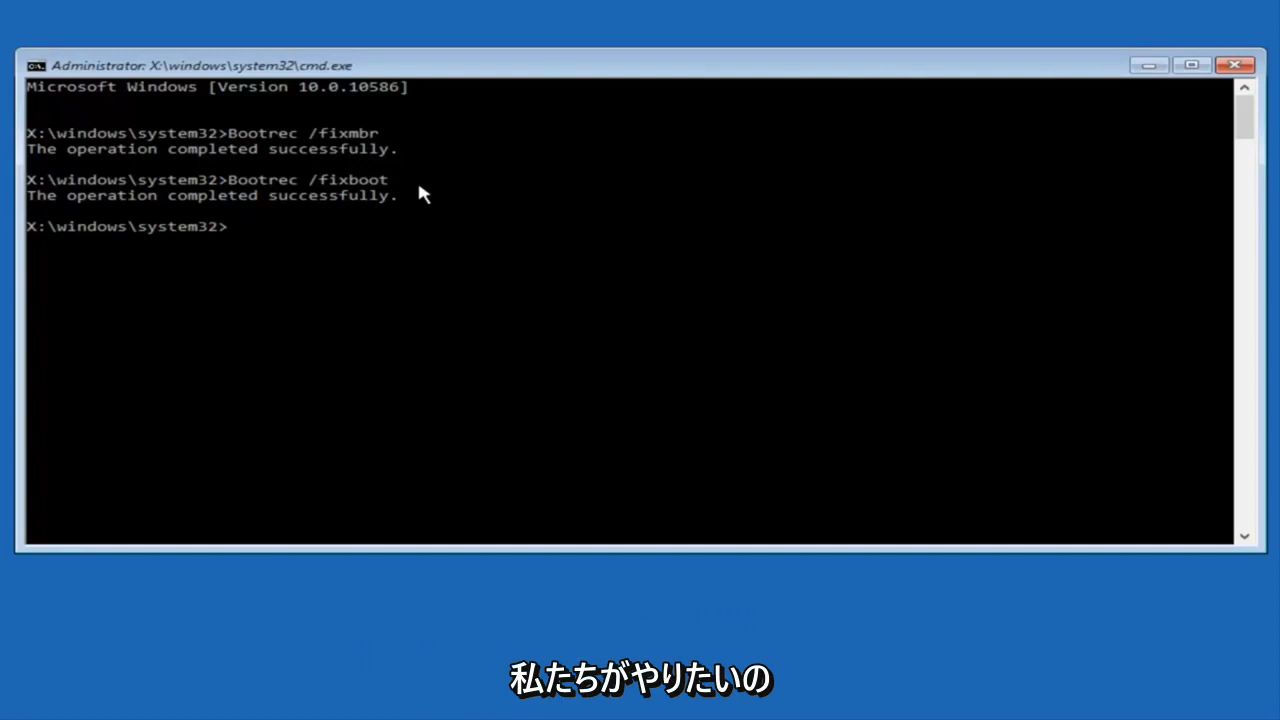 Administrator: X:\windows\system32\cmd.exe
Microsoft Windows [Version 10.0.10586]
X:\windows\system32>Bootrec /fixmbr
The operation completed successfully.
X:\windows\system32>Bootrec /fixboot
The operation completed successfully.
X:\windows\system32>
私たちがやりたいの